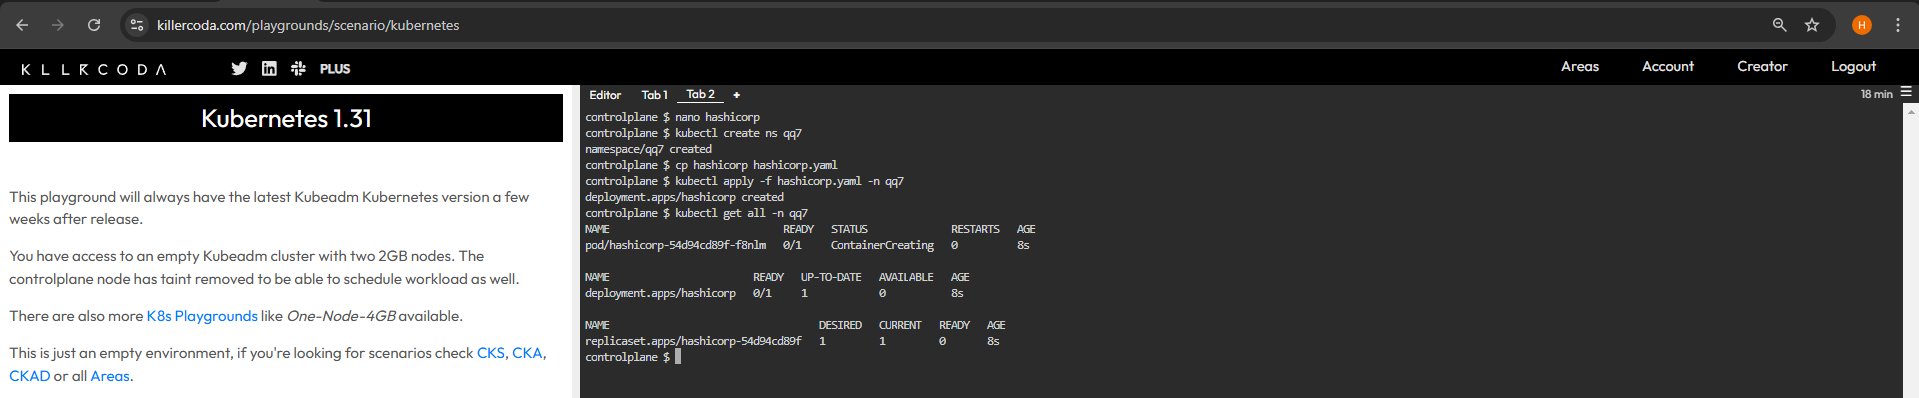 killercoda.com/playgrounds/scenario/kubernetes
H
KLLRCODA
PLUS
Areas Account Creator Logout
Kubernetes 1.31
This playground will always have the latest Kubeadm Kubernetes version a few
weeks after release.
You have access to an empty Kubeadm cluster with two 2GB nodes. The
controlplane node has taint removed to be able to schedule workload as well.
There are also more K8s Playgrounds like One-Node-4GB available.
This is just an empty environment, if you're looking for scenarios check CKS, CKA,
CKAD or all Areas.
Editor Tab 1 Tab 2 +
18 min
controlplane $ nano hashicorp
controlplane $ kubectl create ns qq7
namespace/qq7 created
controlplane $ cp hashicorp hashicorp.yaml
controlplane $ kubectl apply -f hashicorp.yaml -n qq7
deployment.apps/hashicorp created
controlplane $ kubectl get all -n qq7
NAME READY STATUS RESTARTS AGE
pod/hashicorp-54d94cd89f-f8nlm 0/1 ContainerCreating 0 8s
NAME READY UP-TO-DATE AVAILABLE AGE
deployment.apps/hashicorp 0/1 1 0 8s
NAME DESIRED CURRENT READY AGE
replicaset.apps/hashicorp-54d94cd89f 1 1 0 8s
controlplane $